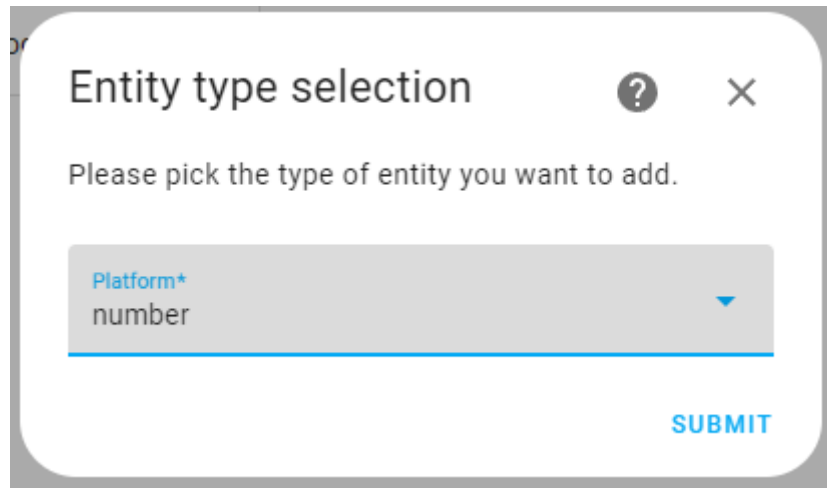 Entity type selection
Please pick the type of entity you want to add.
Platform*
number
SUBMIT